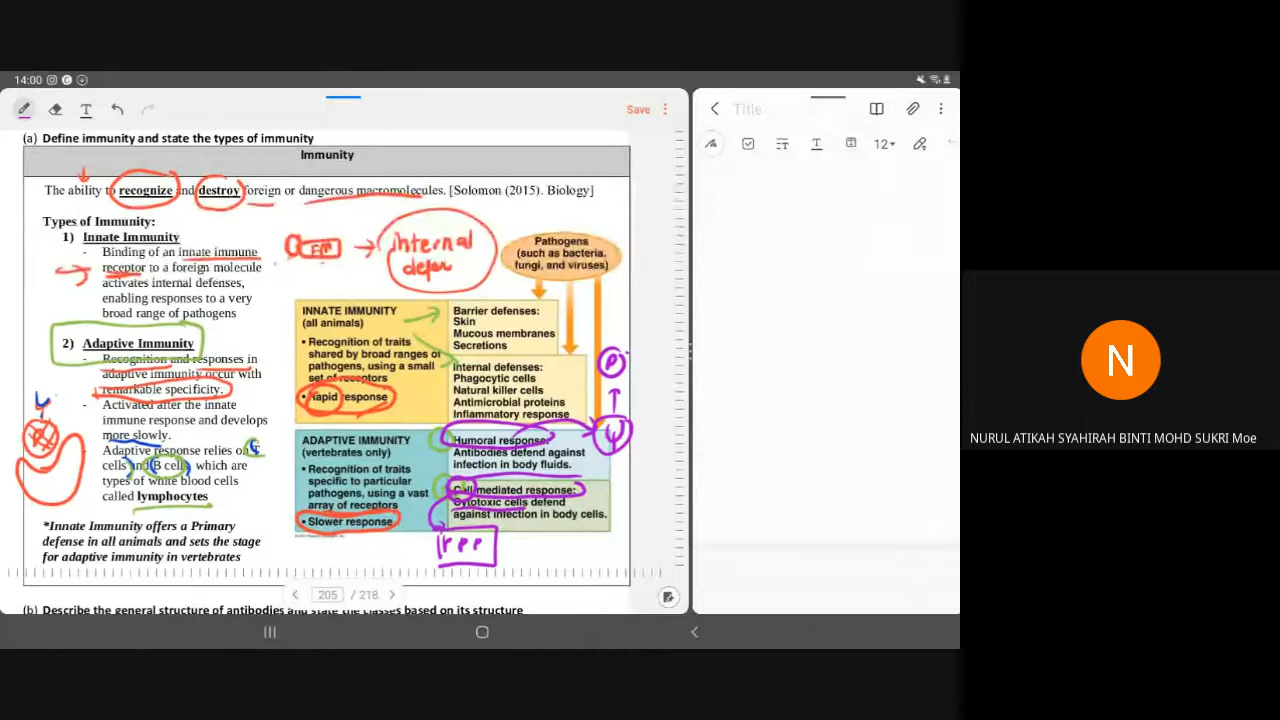 14:00
Save
Title
12
(a) Define immunity and state the types of immunity
Immunity
The ability to recognize and destroy foreign or dangerous macromolecules. [Solomon (2015). Biology]
Types of Immunity:
1) Innate Immunity
- Binding of an innate immune
receptor to a foreign molecule
activates internal defenses,
enabling responses to a very
broad range of pathogens
2) Adaptive Immunity
- Recognition and responses in
adaptive immunity occur with
remarkable specificity.
- Activated after the innate
immune response and develops
more slowly.
Adaptive response relies on
cells and B cells, which are
types of white blood cells
called lymphocytes
*Innate Immunity offers a Primary
defense in all animals and sets the stage
for adaptive immunity in vertebrates
internal
defen
Pathogens
(such as bacteria,
fungi, and viruses)
INNATE IMMUNITY
(all animals)
• Recognition of traits
shared by broad ranges of
pathogens, using a small
set of receptors
• Rapid response
Barrier defenses:
Skin
Mucous membranes
Secretions
Internal defenses:
Phagocytic cells
Natural killer cells
Antimicrobial proteins
Inflammatory response
P
ADAPTIVE IMMUNITY
(vertebrates only)
• Recognition of traits
specific to particular
pathogens, using a vast
array of receptors
• Slower response
Humoral response:
Antibodies defend against
infection in body fluids.
Cell-mediated response:
Cytotoxic cells defend
against infection in body cells.
205 / 218
(b) Describe the general structure of antibodies and state the classes based on its structure
N
NURUL ATIKAH SYAHIRAH BINTI MOHD SUKRI Moe